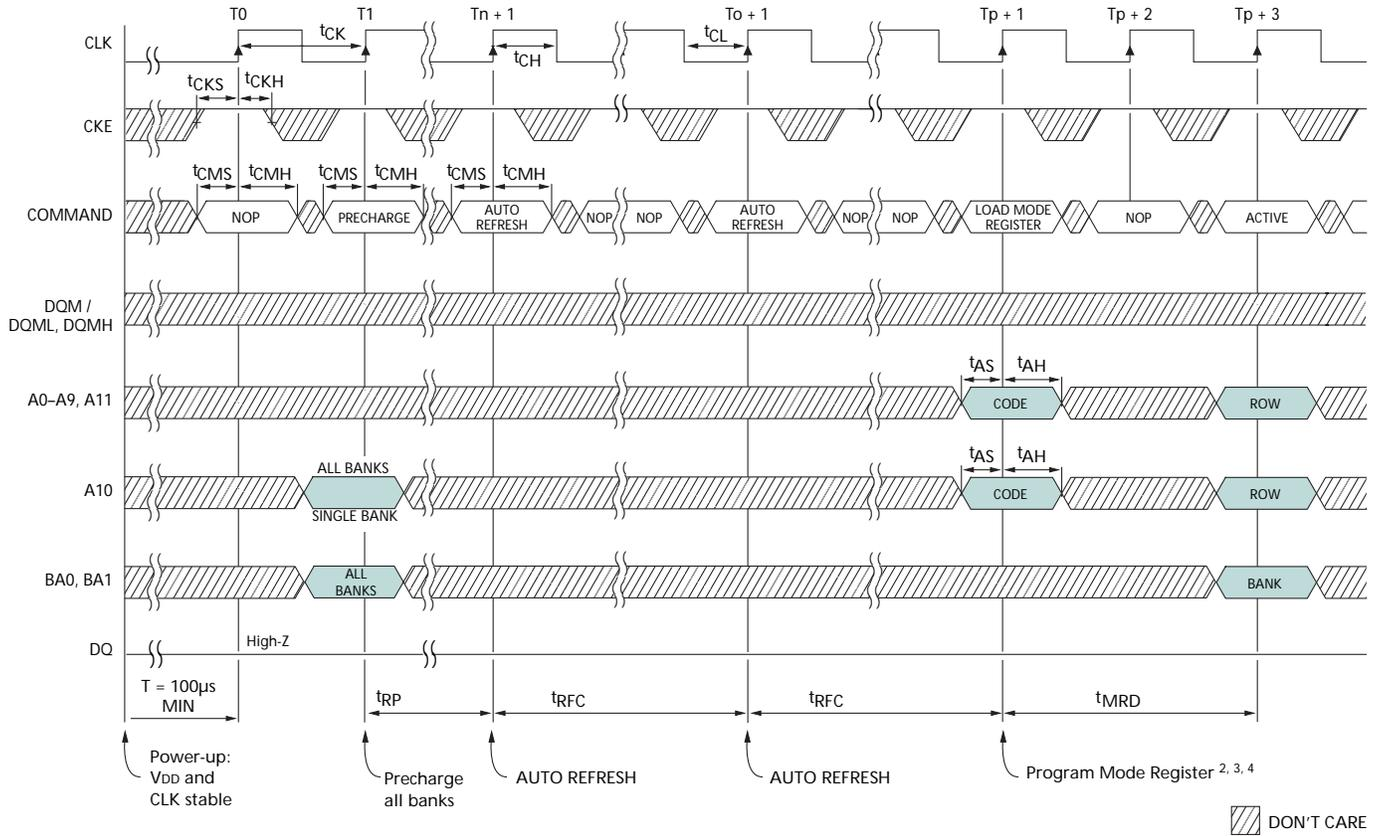 T0 T1 Tn + 1 To + 1 Tp + 1 Tp + 2 Tp + 3
CLK
tCK
tCH
tCL
tCKS tCKH
CKE
tCMS tCMH tCMS tCMH tCMS tCMH
COMMAND
NOP
PRECHARGE
AUTO
REFRESH
NOP
NOP
AUTO
REFRESH
NOP
NOP
LOAD MODE
REGISTER
NOP
ACTIVE
DQM /
DQML, DQMH
tAS tAH
A0–A9, A11
CODE
ROW
tAS tAH
ALL BANKS
A10
CODE
ROW
SINGLE BANK
BA0, BA1
ALL
BANKS
BANK
DQ
High-Z
T = 100µs
MIN
tRP
tRFC
tRFC
tMRD
Power-up:
VDD and
CLK stable
Precharge
all banks
AUTO REFRESH
AUTO REFRESH
Program Mode Register 2, 3, 4
DON'T CARE